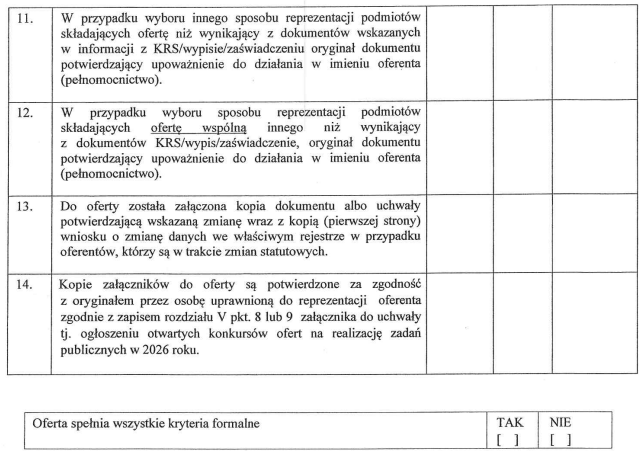 11. W przypadku wyboru innego sposobu reprezentacji podmiotów
składających ofertę niż wynikający z dokumentów wskazanych
w informacji z KRS/wypisie/zaświadczeniu oryginał dokumentu
potwierdzający upoważnienie do działania w imieniu oferenta
(pełnomocnictwo).
12. W przypadku wyboru sposobu reprezentacji podmiotów
składających ofertę wspólną innego niż wynikający
z dokumentów KRS/wypis/zaświadczenie, oryginał dokumentu
potwierdzający upoważnienie do działania w imieniu oferenta
(pełnomocnictwo).
13. Do oferty została załączona kopia dokumentu albo uchwały
potwierdzającą wskazaną zmianę wraz z kopią (pierwszej strony)
wniosku o zmianę danych we właściwym rejestrze w przypadku
oferentów, którzy są w trakcie zmian statutowych.
14. Kopie załączników do oferty są potwierdzone za zgodność
z oryginałem przez osobę uprawnioną do reprezentacji oferenta
zgodnie z zapisem rozdziału V pkt. 8 lub 9 załącznika do uchwały
tj. ogłoszeniu otwartych konkursów ofert na realizację zadań
publicznych w 2026 roku.
Oferta spełnia wszystkie kryteria formalne TAK NIE
[ ] [ ]